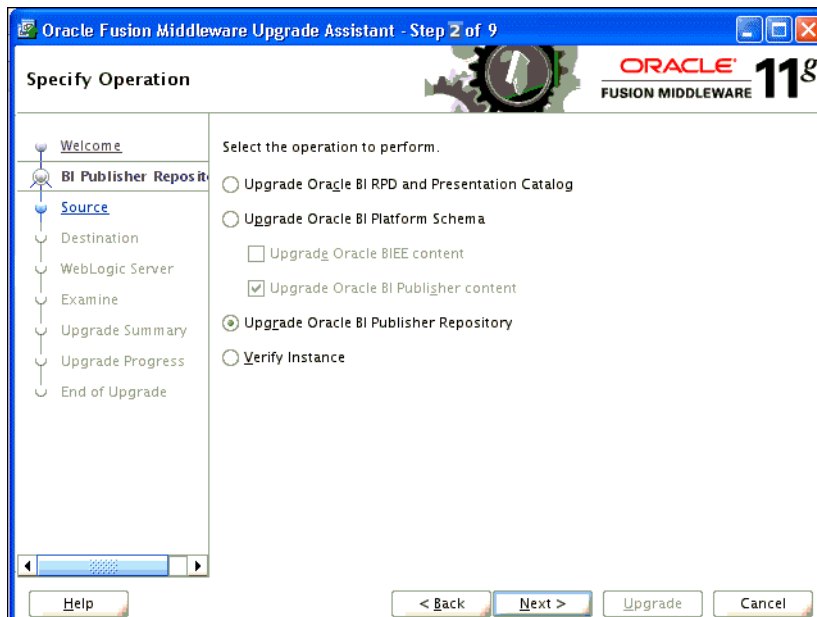 Oracle Fusion Middleware Upgrade Assistant - Step 2 of 9
Specify Operation
ORACLE
FUSION MIDDLEWARE 11g
Welcome
BI Publisher Reposit
Source
Destination
WebLogic Server
Examine
Upgrade Summary
Upgrade Progress
End of Upgrade
Select the operation to perform.
Upgrade Oracle BI RPD and Presentation Catalog
Upgrade Oracle BI Platform Schema
Upgrade Oracle BIEE content
Upgrade Oracle BI Publisher content
Upgrade Oracle BI Publisher Repository
Verify Instance
Help
< Back
Next >
Upgrade
Cancel